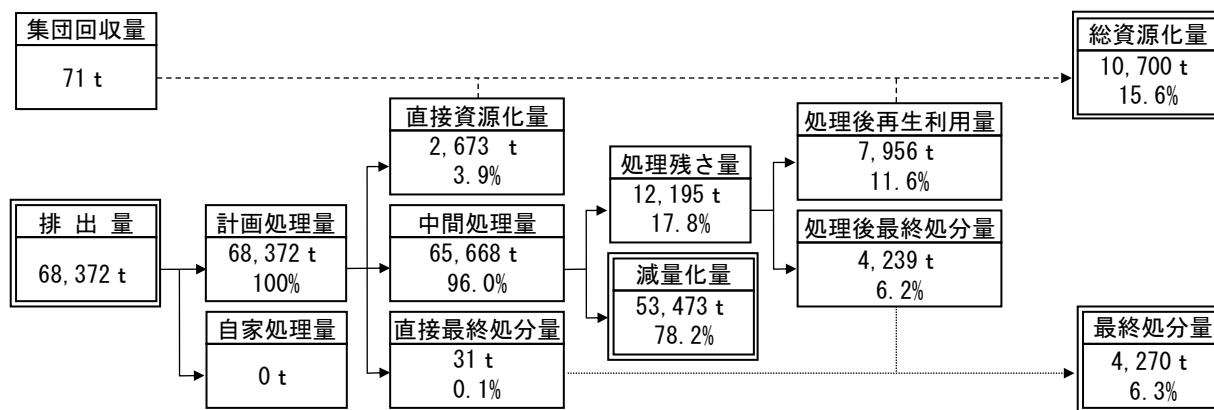 集団回収量
71 t
総資源化量
10,700 t
15.6%
直接資源化量
2,673 t
3.9%
処理後再生利用量
7,956 t
11.6%
処理残さ量
12,195 t
17.8%
排 出 量
68,372 t
計画処理量
68,372 t
100%
中間処理量
65,668 t
96.0%
処理後最終処分量
4,239 t
6.2%
減量化量
53,473 t
78.2%
自家処理量
0 t
直接最終処分量
31 t
0.1%
最終処分量
4,270 t
6.3%